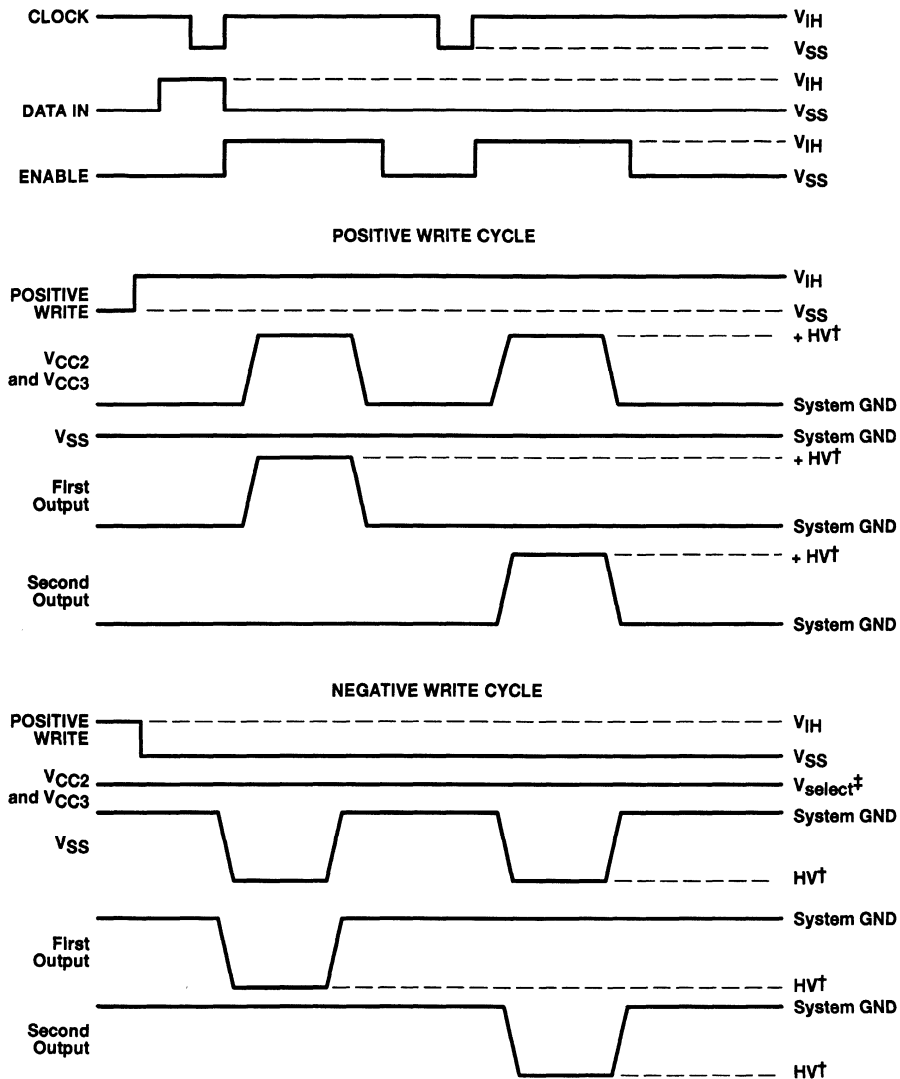 CLOCK
VIH
VSS
VIH
DATA IN
VSS
VIH
ENABLE
VSS
POSITIVE WRITE CYCLE
VIH
POSITIVE
WRITE
VSS
+ HV†
VCC2
and VCC3
System GND
VSS
System GND
+ HV†
First
Output
System GND
+ HV†
Second
Output
System GND
NEGATIVE WRITE CYCLE
POSITIVE
WRITE
VIH
VSS
VCC2
and VCC3
Vselect‡
System GND
VSS
HV†
System GND
First
Output
HV†
System GND
Second
Output
HV†